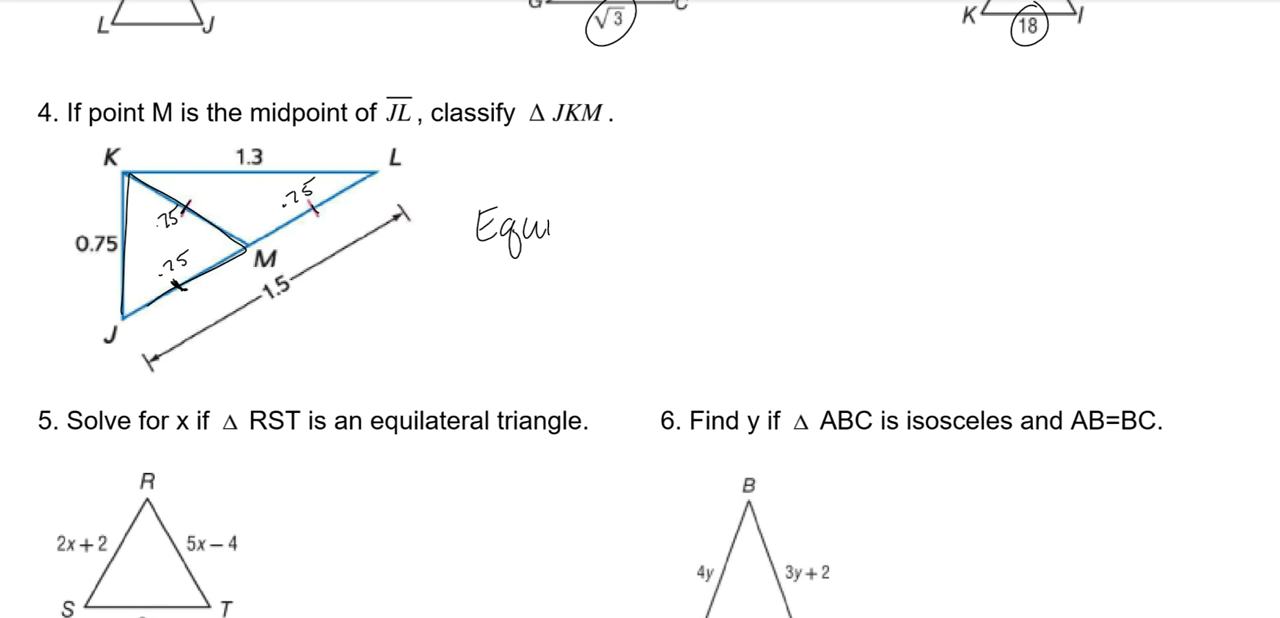 L J G √3 C K 18 I
4. If point M is the midpoint of JL, classify Δ JKM.
K 1.3 L
.75
.75
0.75
.75
M
Equi
1.5
J
5. Solve for x if Δ RST is an equilateral triangle.
6. Find y if Δ ABC is isosceles and AB=BC.
R
2x+2 5x−4
S T
B
4y 3y+2